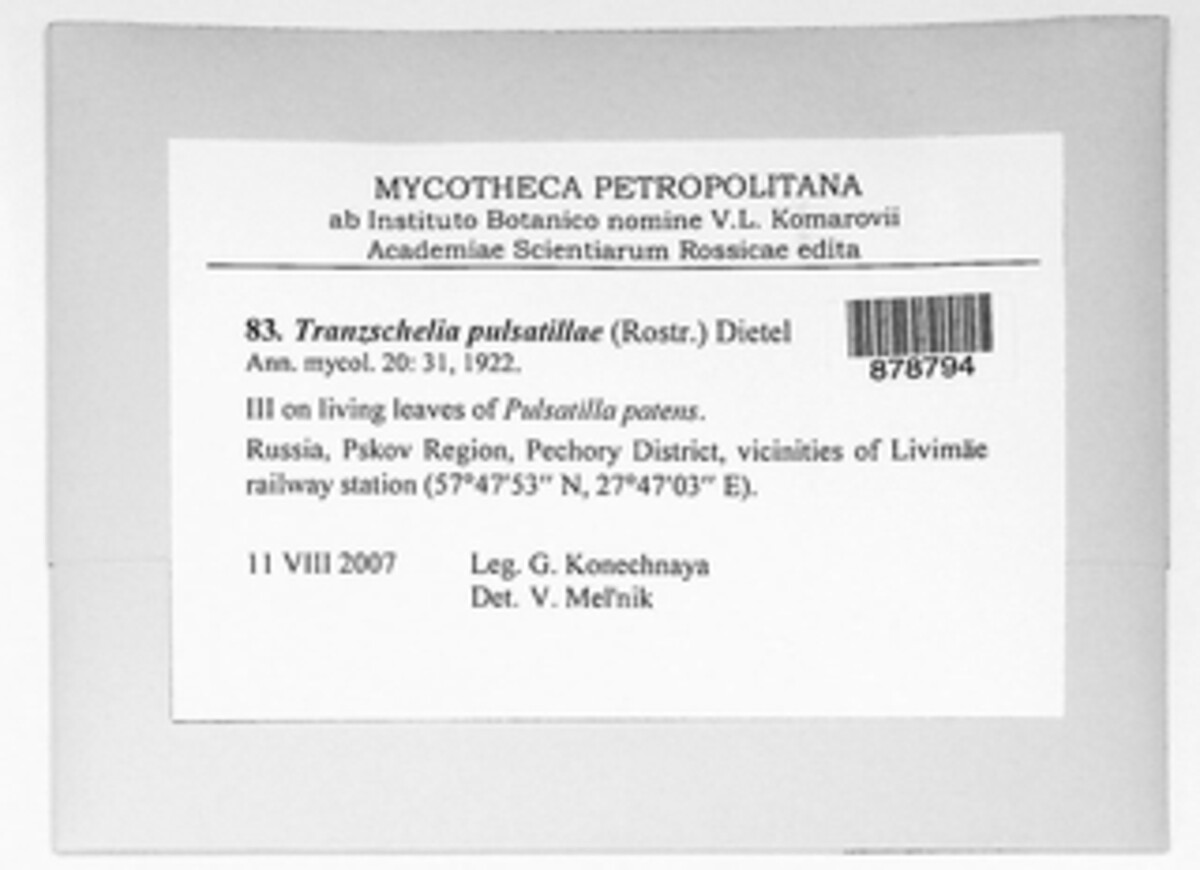 MYCOTHECA PETROPOLITANA
ab Instituto Botanico nomine V.L. Komarovii
Academiae Scientiarum Rossicae edita
83. Tranzschelia pulsatillae (Rostr.) Dietel
Ann. mycol. 20: 31, 1922.
878794
III on living leaves of Pulsatilla patens.
Russia, Pskov Region, Pechory District, vicinities of Livimäe
railway station (57°47'53" N, 27°47'03" E).
11 VIII 2007 Leg. G. Konechnaya
Det. V. Mel'nik